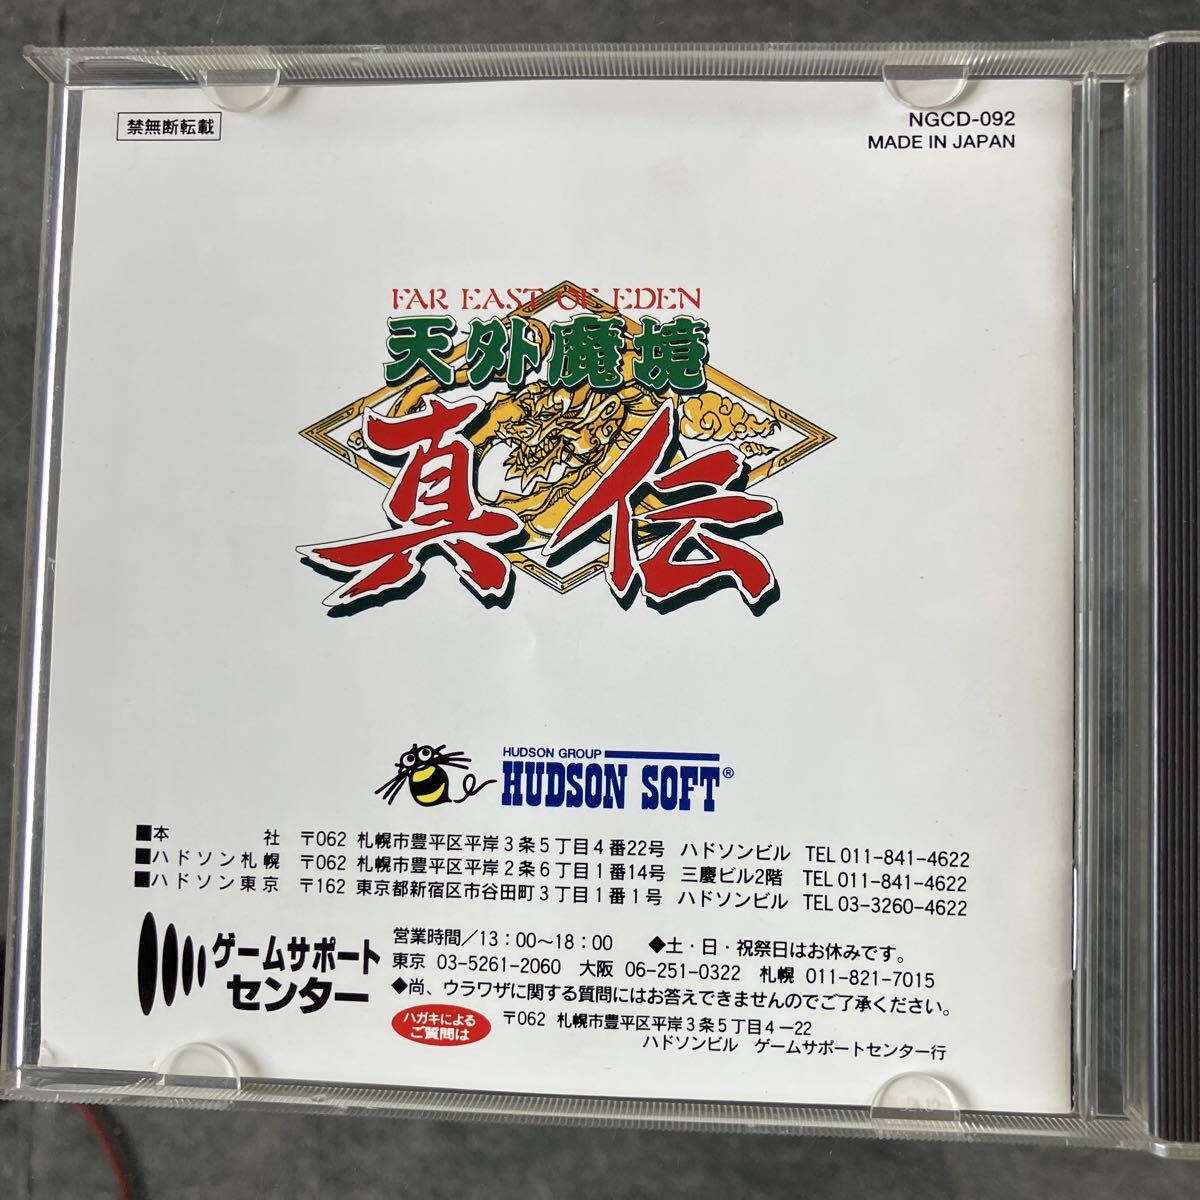 禁無断転載
NGCD-092
MADE IN JAPAN
FAR EAST OF EDEN
天外魔境
真伝
HUDSON GROUP
HUDSON SOFT®
■本 社 〒062 札幌市豊平区平岸3条5丁目4番22号 ハドソンビル TEL 011-841-4622
■ハドソン札幌 〒062 札幌市豊平区平岸2条6丁目1番14号 三慶ビル2階 TEL 011-841-4622
■ハドソン東京 〒162 東京都新宿区市谷田町3丁目1番1号 ハドソンビル TEL 03-3260-4622
ゲームサポート
センター
営業時間/13:00〜18:00 ◆土・日・祝祭日はお休みです。
東京 03-5261-2060 大阪 06-251-0322 札幌 011-821-7015
◆尚、ウラワザに関する質問にはお答えできませんのでご了承ください。
ハガキによる
ご質問は
〒062 札幌市豊平区平岸3条5丁目4ー22
ハドソンビル ゲームサポートセンター行